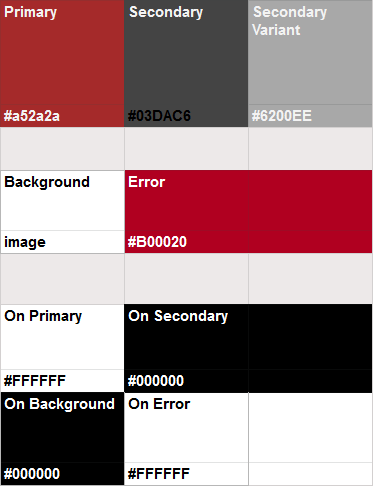 Primary
Secondary
Secondary
Variant
#a52a2a
#03DAC6
#6200EE
Background
Error
image
#B00020
On Primary
On Secondary
#FFFFFF
#000000
On Background
On Error
#000000
#FFFFFF